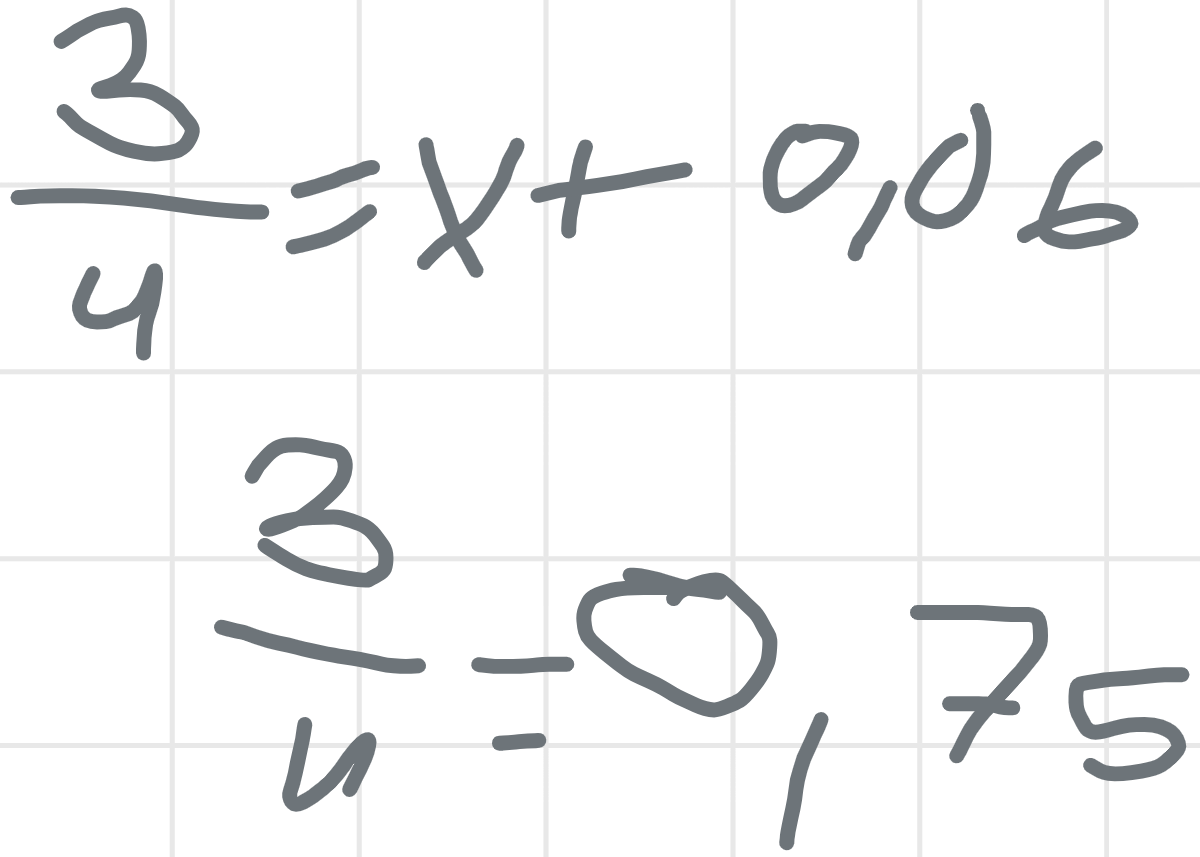 3/4 = x + 0,06
3/4 = 0,75